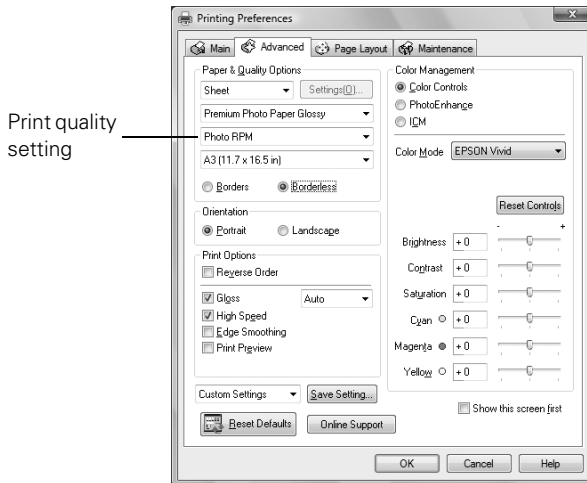 Printing Preferences
Main
Advanced
Page Layout
Maintenance
Print quality
setting
Paper & Quality Options
Sheet
Settings(O)...
Premium Photo Paper Glossy
Photo RPM
A3 (11.7 x 16.5 in)
Borders
Borderless
Orientation
Portrait
Landscape
Print Options
Reverse Order
Gloss
Auto
High Speed
Edge Smoothing
Print Preview
Custom Settings
Save Setting...
Reset Defaults
Online Support
Color Management
Color Controls
PhotoEnhance
ICM
Color Mode
EPSON Vivid
Reset Controls
- +
Brightness + 0
Contrast + 0
Saturation + 0
Cyan + 0
Magenta + 0
Yellow + 0
Show this screen first
OK
Cancel
Help